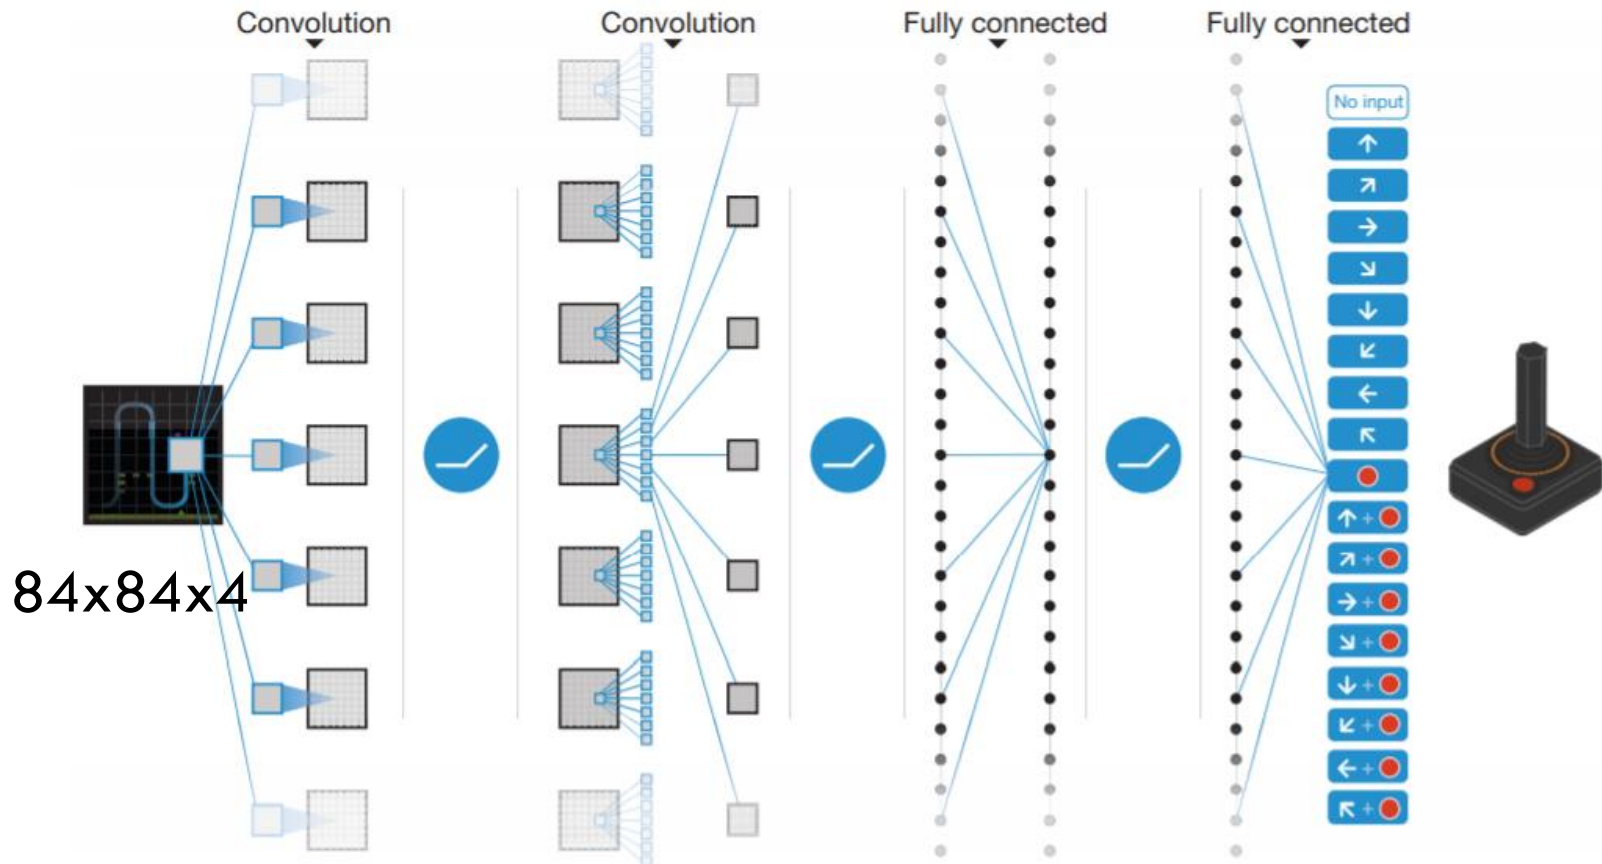 Convolution
Convolution
Fully connected
Fully connected
No input
84x84x4